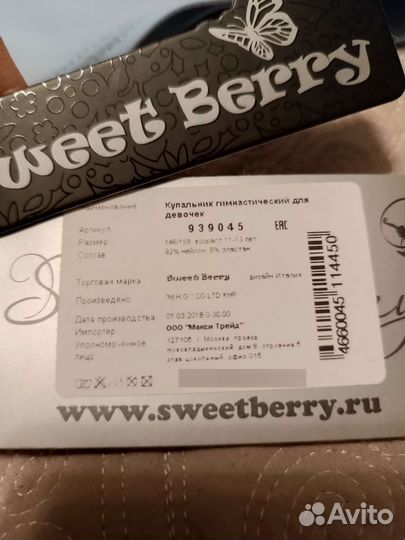 Sweet Berry
Наименование Купальник гимнастический для
девочек
Артикул 939045 EAC
Размер 146/158 возраст 11-13 лет
Состав 92% нейлон, 8% эластан
Торговая марка Sweet Berry дизайн Италия
Произведено "M.H.G." CO LTD КНР
Дата производства 01.03.2018 0:00:00
Импортер ООО "Макси Трейд"
Уполномоченное 127106 г. Москва, проезд
лицо Нововладыкинский, дом 8, строение 5,
этаж цокольный, офис 016
4660045114450
www.sweetberry.ru
Avito